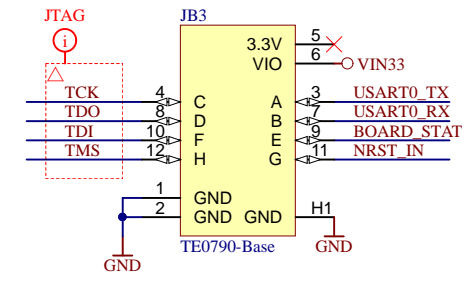 JTAG
JB3
i
3.3V 5
VIO 6 VIN33
TCK 4 C A 3 USART0_TX
TDO 8 D B 7 USART0_RX
TDI 10 F E 9 BOARD_STAT
TMS 12 H G 11 NRST_IN
1 GND
2 GND GND H1
TE0790-Base
GND
GND